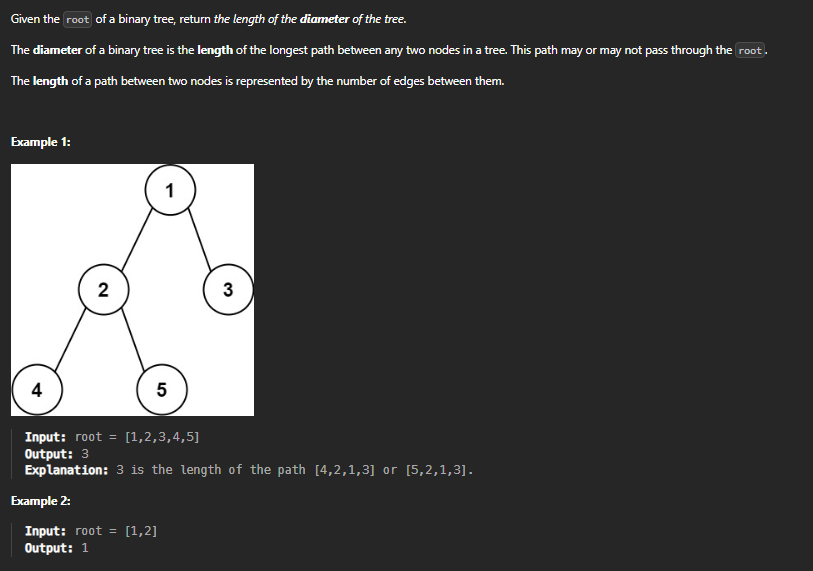 Given the root of a binary tree, return the length of the diameter of the tree.
The diameter of a binary tree is the length of the longest path between any two nodes in a tree. This path may or may not pass through the root.
The length of a path between two nodes is represented by the number of edges between them.
Example 1:
1
2 3
4 5
Input: root = [1,2,3,4,5]
Output: 3
Explanation: 3 is the length of the path [4,2,1,3] or [5,2,1,3].
Example 2:
Input: root = [1,2]
Output: 1